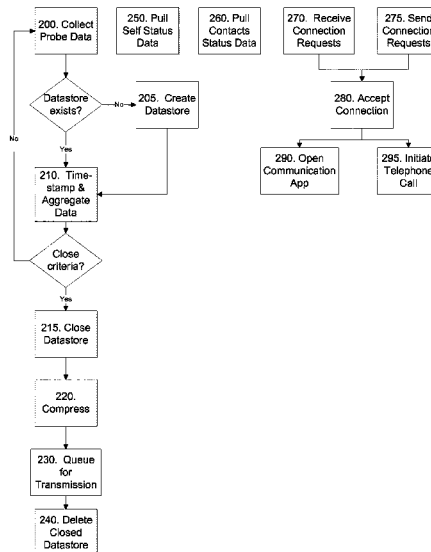 200. Collect
Probe Data
250. Pull
Self Status
Data
260. Pull
Contacts
Status Data
270. Receive
Connection
Requests
275. Send
Connection
Requests
Datastore
exists?
No
205. Create
Datastore
280. Accept
Connection
No
Yes
210. Time-
stamp &
Aggregate
Data
290. Open
Communication
App
295. Initiate
Telephone
Call
Close
criteria?
Yes
215. Close
Datastore
220.
Compress
230. Queue
for
Transmission
240. Delete
Closed
Datastore